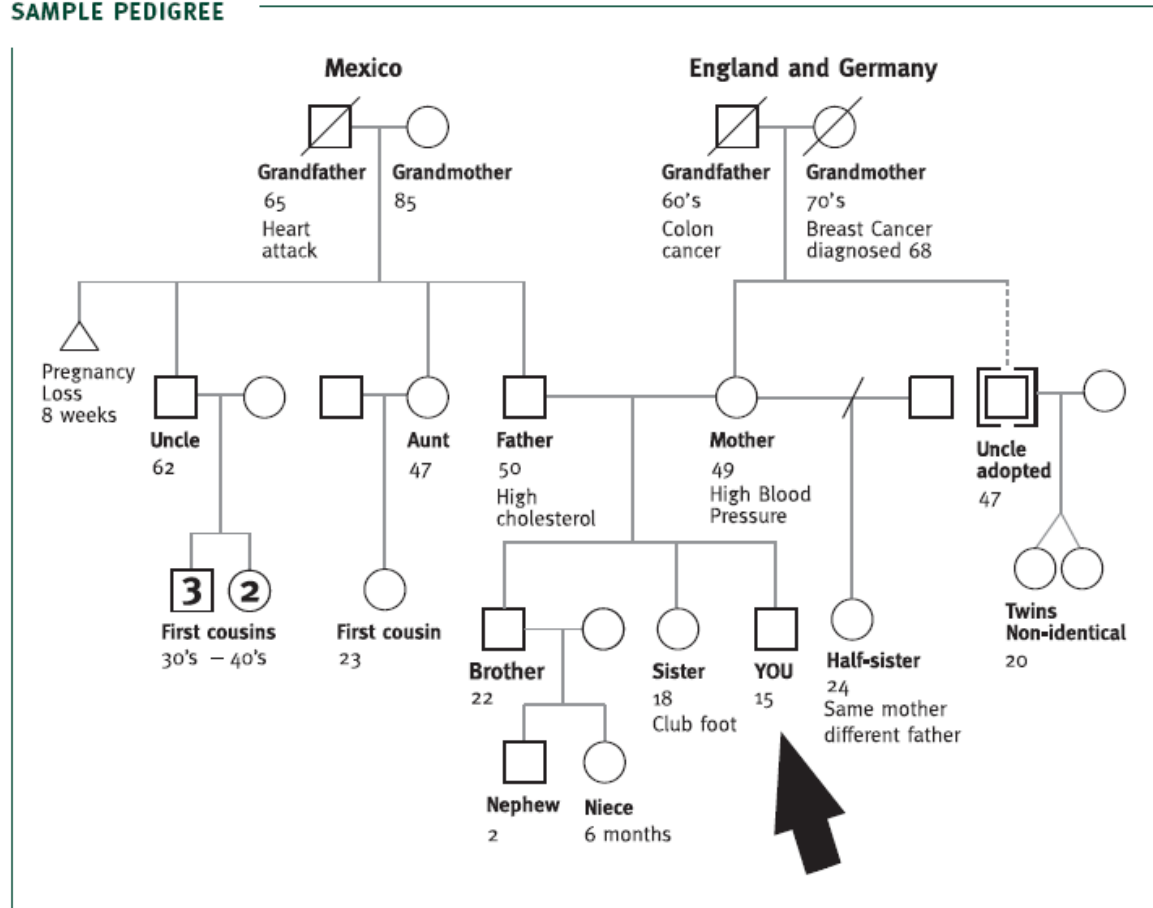 SAMPLE PEDIGREE
Mexico
England and Germany
Grandfather
65
Heart
attack
Grandmother
85
Grandfather
60's
Colon
cancer
Grandmother
70's
Breast Cancer
diagnosed 68
Pregnancy
Loss
8 weeks
Uncle
62
Aunt
47
Father
50
High
cholesterol
Mother
49
High Blood
Pressure
Uncle
adopted
47
3
2
First cousins
30's – 40's
First cousin
23
Brother
22
Sister
18
Club foot
YOU
15
Half-sister
24
Same mother
different father
Twins
Non-identical
20
Nephew
2
Niece
6 months